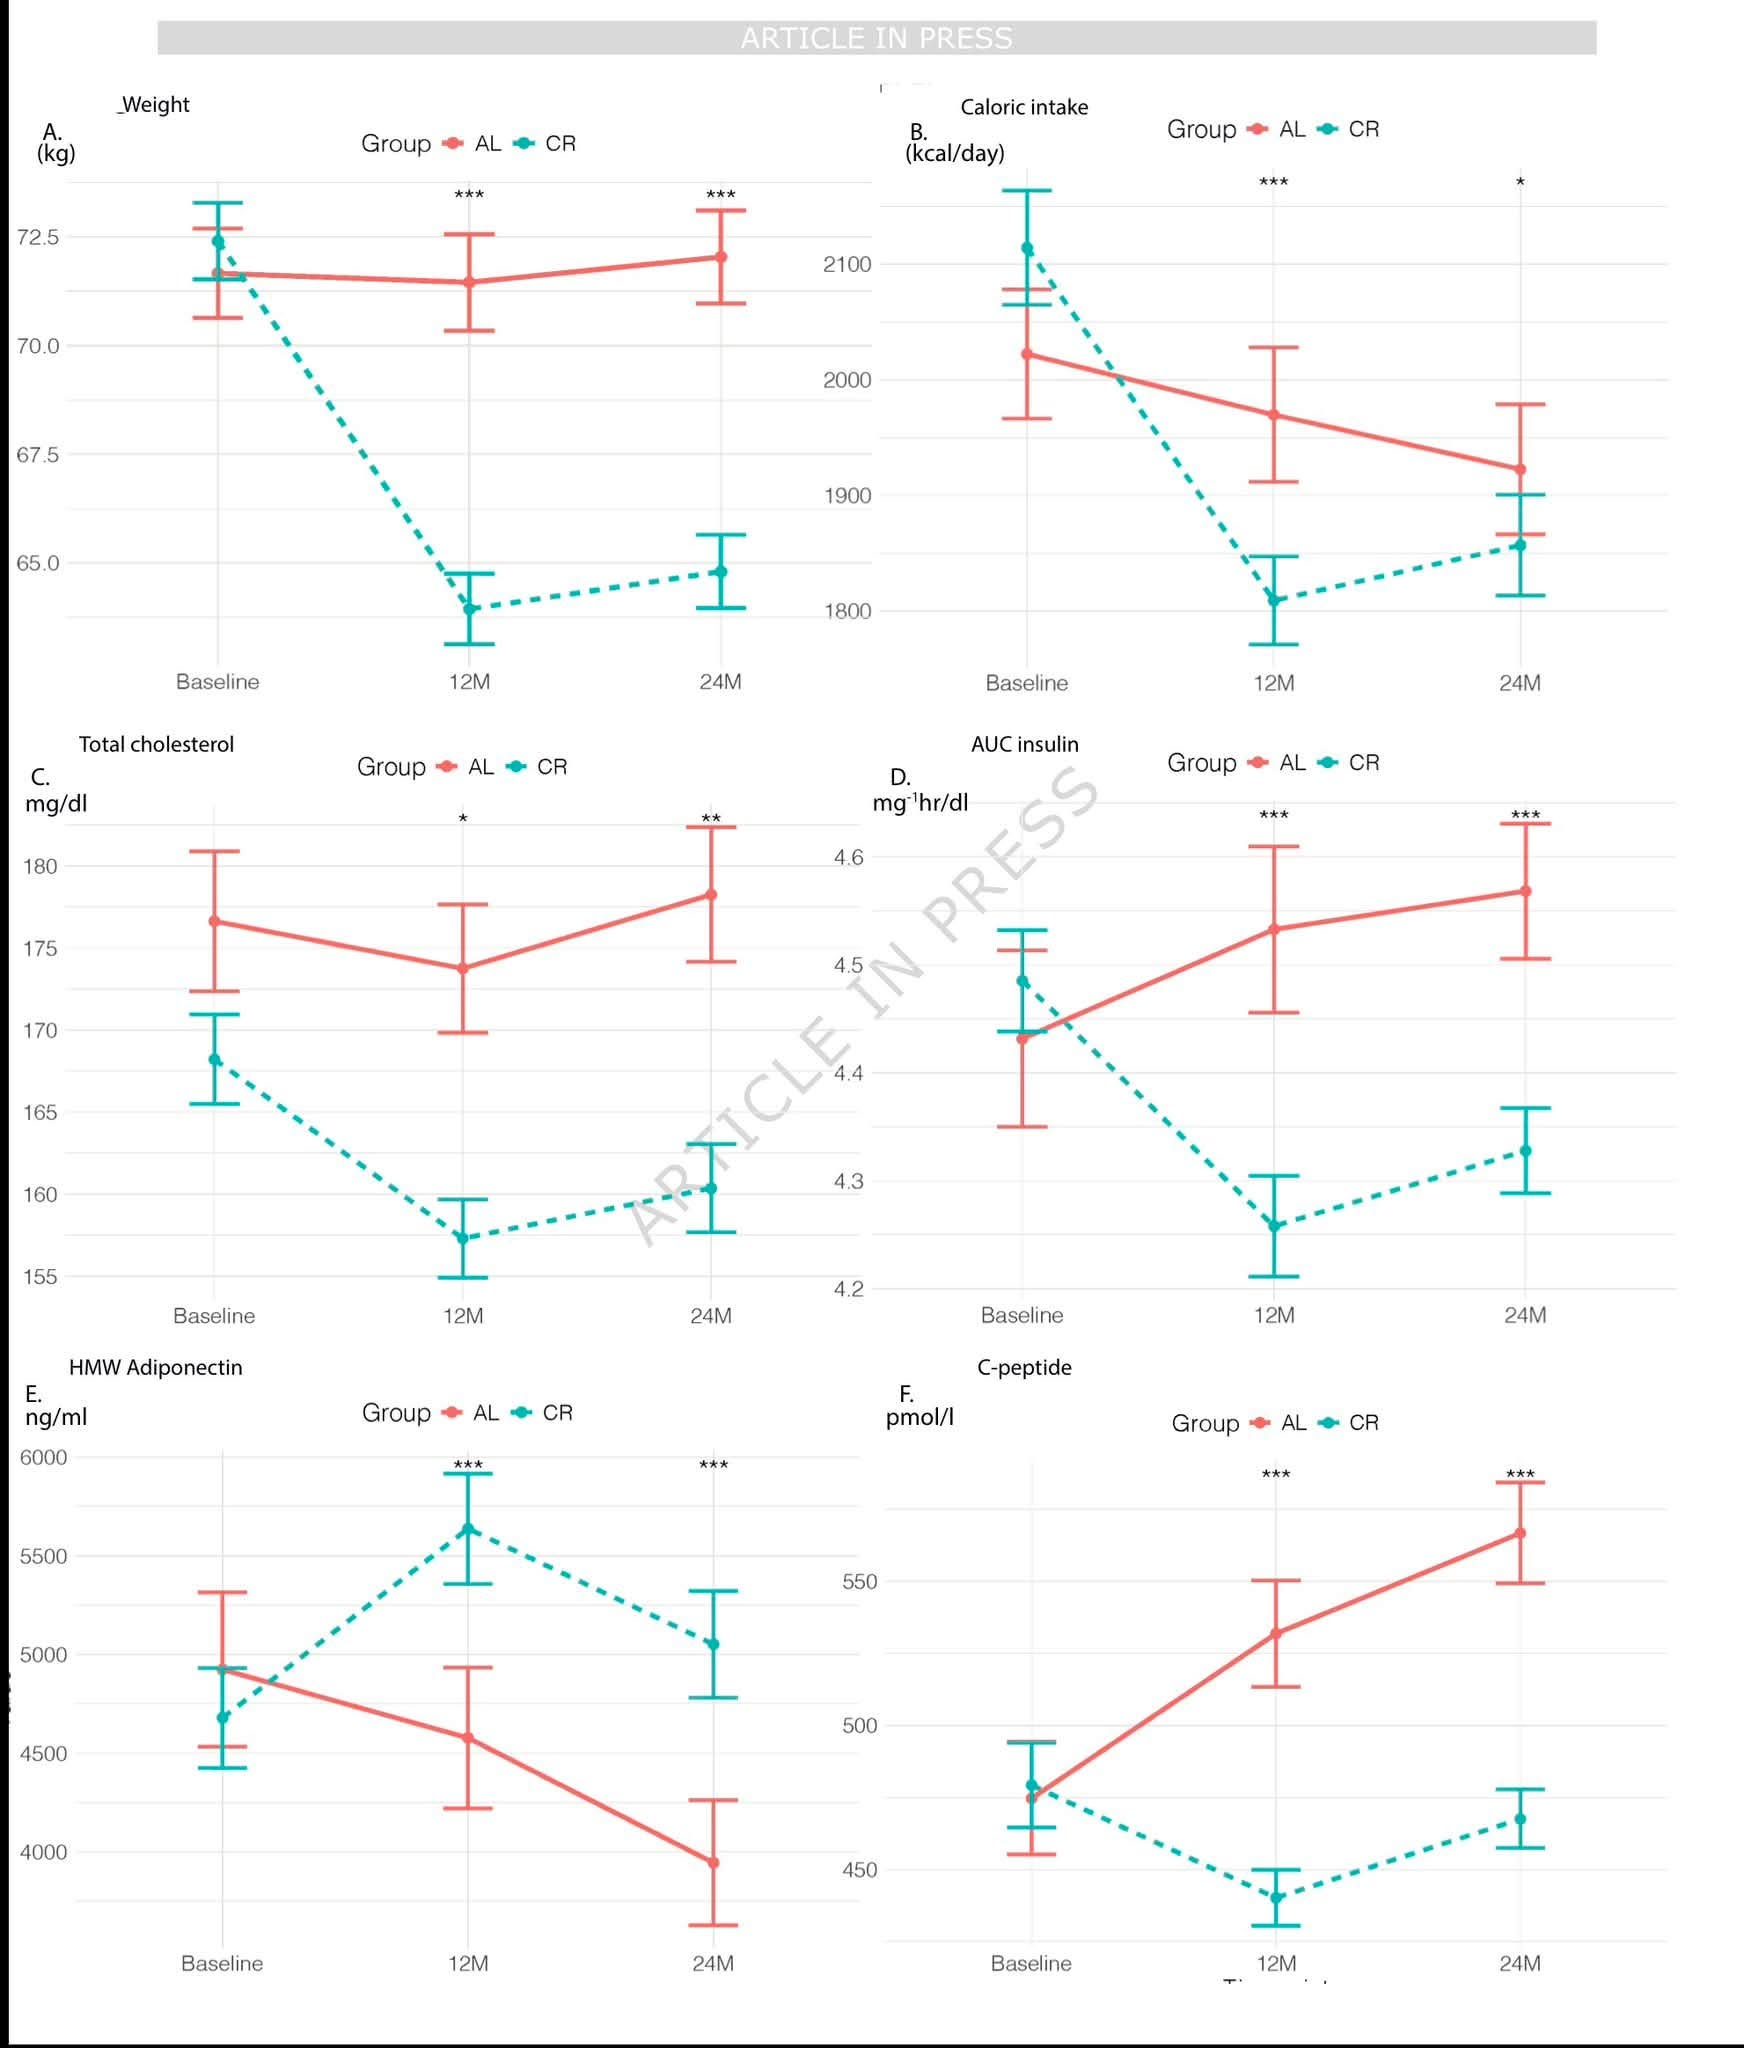 ARTICLE IN PRESS
_Weight
A.
(kg)
Group AL CR
*** ***
72.5
70.0
67.5
65.0
Baseline 12M 24M
Caloric intake
B.
(kcal/day)
Group AL CR
*** *
2100
2000
1900
1800
Baseline 12M 24M
Total cholesterol
C.
mg/dl
Group AL CR
* **
180
175
170
165
160
155
Baseline 12M 24M
AUC insulin
D.
mg⁻¹hr/dl
Group AL CR
*** ***
4.6
4.5
4.4
4.3
4.2
Baseline 12M 24M
ARTICLE IN PRESS
HMW Adiponectin
E.
ng/ml
Group AL CR
*** ***
6000
5500
5000
4500
4000
Baseline 12M 24M
C-peptide
F.
pmol/l
Group AL CR
*** ***
550
500
450
Baseline 12M 24M